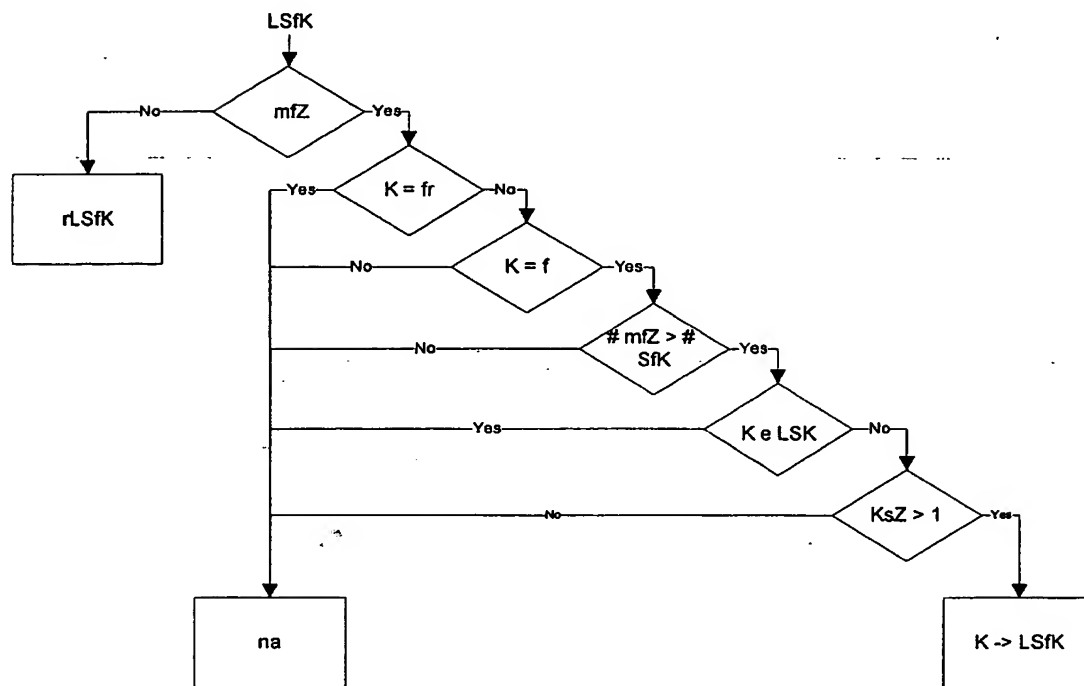 LSfK
mfZ
No
Yes
rLSfK
K = fr
Yes
No
K = f
No
Yes
# mfZ > #
SfK
No
Yes
K e LSK
Yes
No
KsZ > 1
No
Yes
na
K -> LSfK